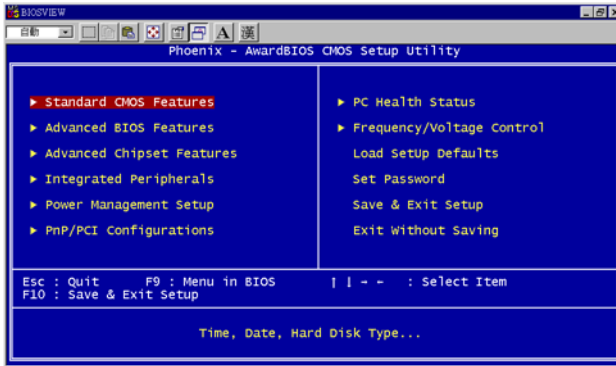 BIOSVIEW
自動
A 漢
Phoenix - AwardBIOS CMOS Setup Utility
Standard CMOS Features
Advanced BIOS Features
Advanced Chipset Features
Integrated Peripherals
Power Management Setup
PnP/PCI Configurations
PC Health Status
Frequency/Voltage Control
Load SetUp Defaults
Set Password
Save & Exit Setup
Exit Without Saving
Esc : Quit F9 : Menu in BIOS ↑ ↓ → ← : Select Item
F10 : Save & Exit Setup
Time, Date, Hard Disk Type...